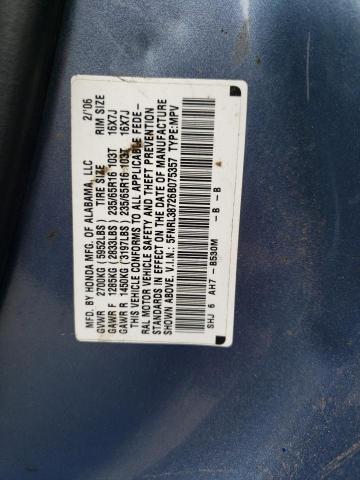 MFD. BY HONDA MFG. OF ALABAMA, LLC 2/'06
GVWR 2700KG (5952LBS) TIRE SIZE RIM SIZE
GAWR F 1285KG (2833LBS) 235/65R16 103T 16X7J
GAWR R 1450KG (3197LBS) 235/65R16 103T 16X7J
THIS VEHICLE CONFORMS TO ALL APPLICABLE FEDE-
RAL MOTOR VEHICLE SAFETY AND THEFT PREVENTION
STANDARDS IN EFFECT ON THE DATE OF MANUFACTURE
SHOWN ABOVE. V.I.N.: 5FNRL38726B075357 TYPE:MPV
SHJ 6 AH7 - B530M - B - B